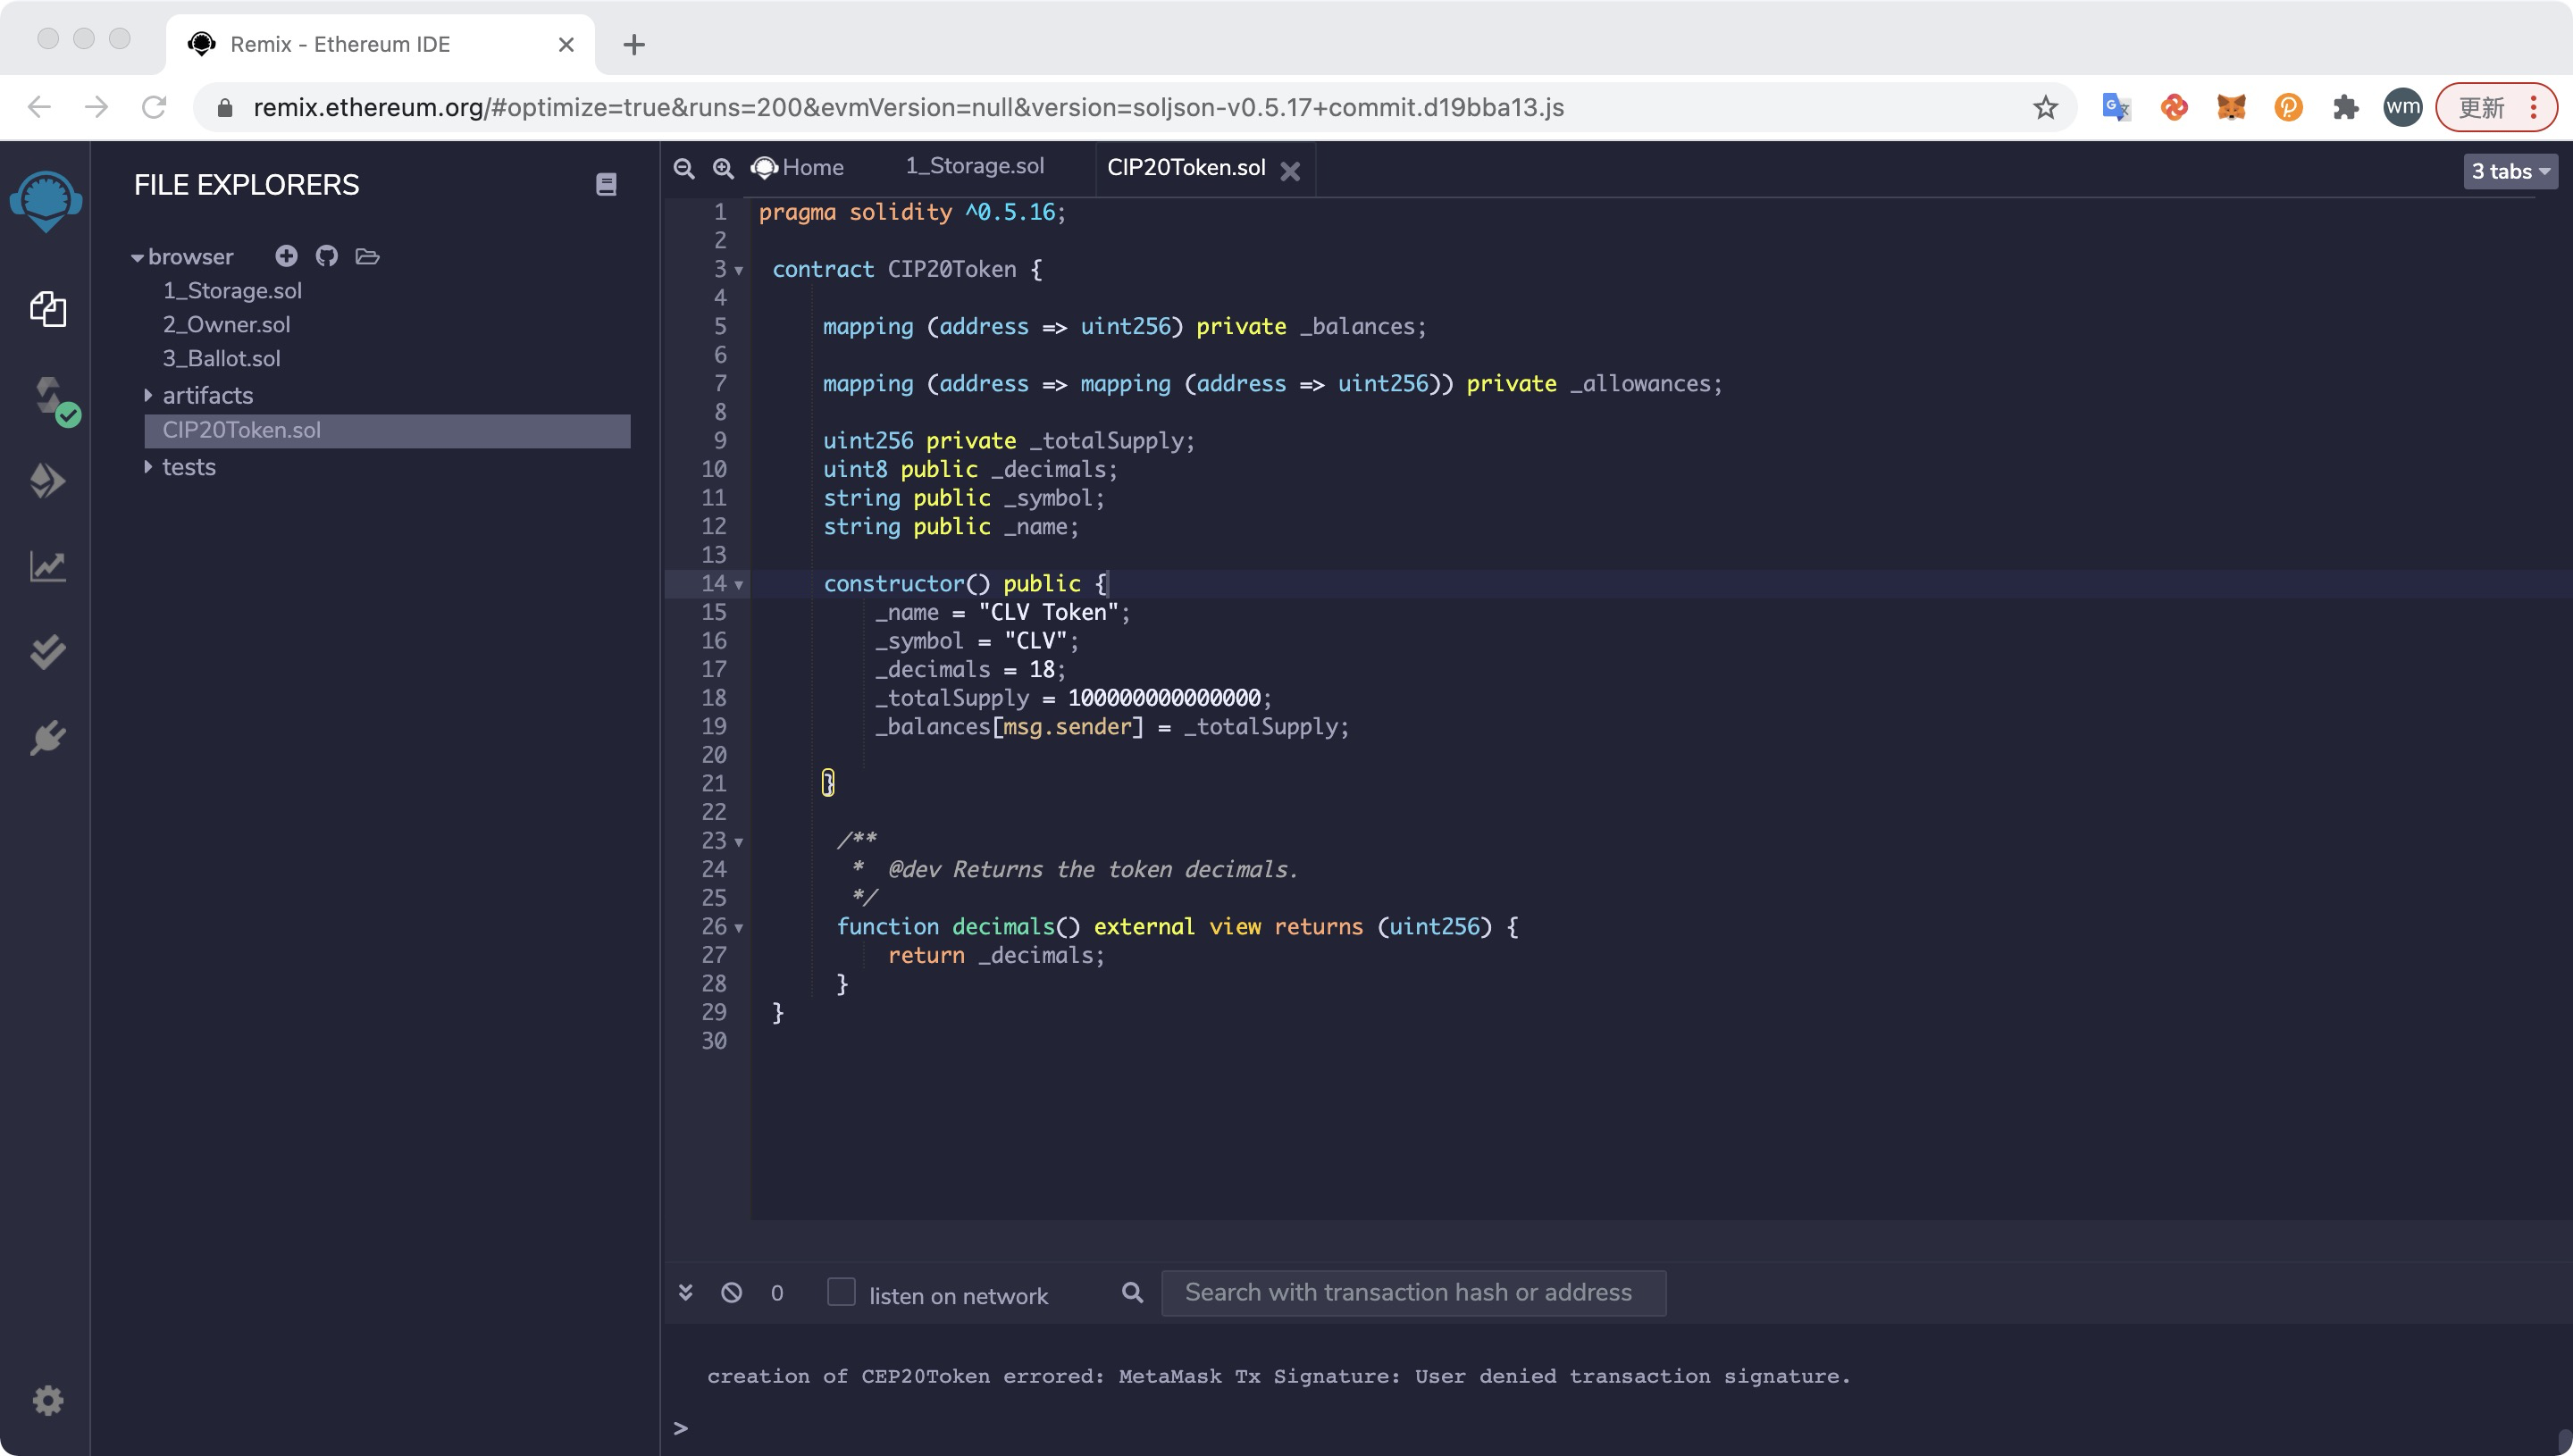 Remix - Ethereum IDE
remix.ethereum.org/#optimize=true&runs=200&evmVersion=null&version=soljson-v0.5.17+commit.d19bba13.js
wm
更新
FILE EXPLORERS
browser
1_Storage.sol
2_Owner.sol
3_Ballot.sol
artifacts
CIP20Token.sol
tests
Home
1_Storage.sol
CIP20Token.sol
3 tabs
1 pragma solidity ^0.5.16;
2
3 contract CIP20Token {
4
5 mapping (address => uint256) private _balances;
6
7 mapping (address => mapping (address => uint256)) private _allowances;
8
9 uint256 private _totalSupply;
10 uint8 public _decimals;
11 string public _symbol;
12 string public _name;
13
14 constructor() public {
15 _name = "CLV Token";
16 _symbol = "CLV";
17 _decimals = 18;
18 _totalSupply = 100000000000000;
19 _balances[msg.sender] = _totalSupply;
20
21 }
22
23 /**
24 * @dev Returns the token decimals.
25 */
26 function decimals() external view returns (uint256) {
27 return _decimals;
28 }
29 }
30
0
listen on network
Search with transaction hash or address
creation of CEP20Token errored: MetaMask Tx Signature: User denied transaction signature.
>